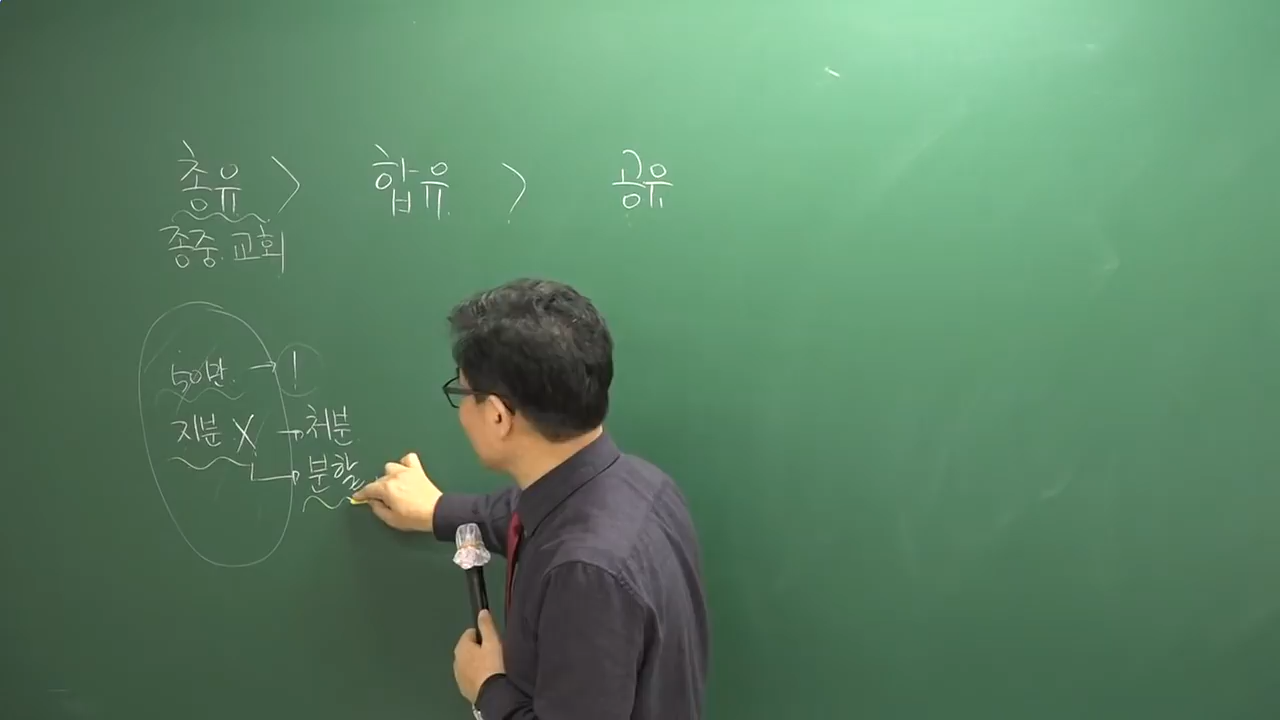 총유 > 합유 > 공유
종중. 교회
50만. → !
지분 X → 처분
→ 분할